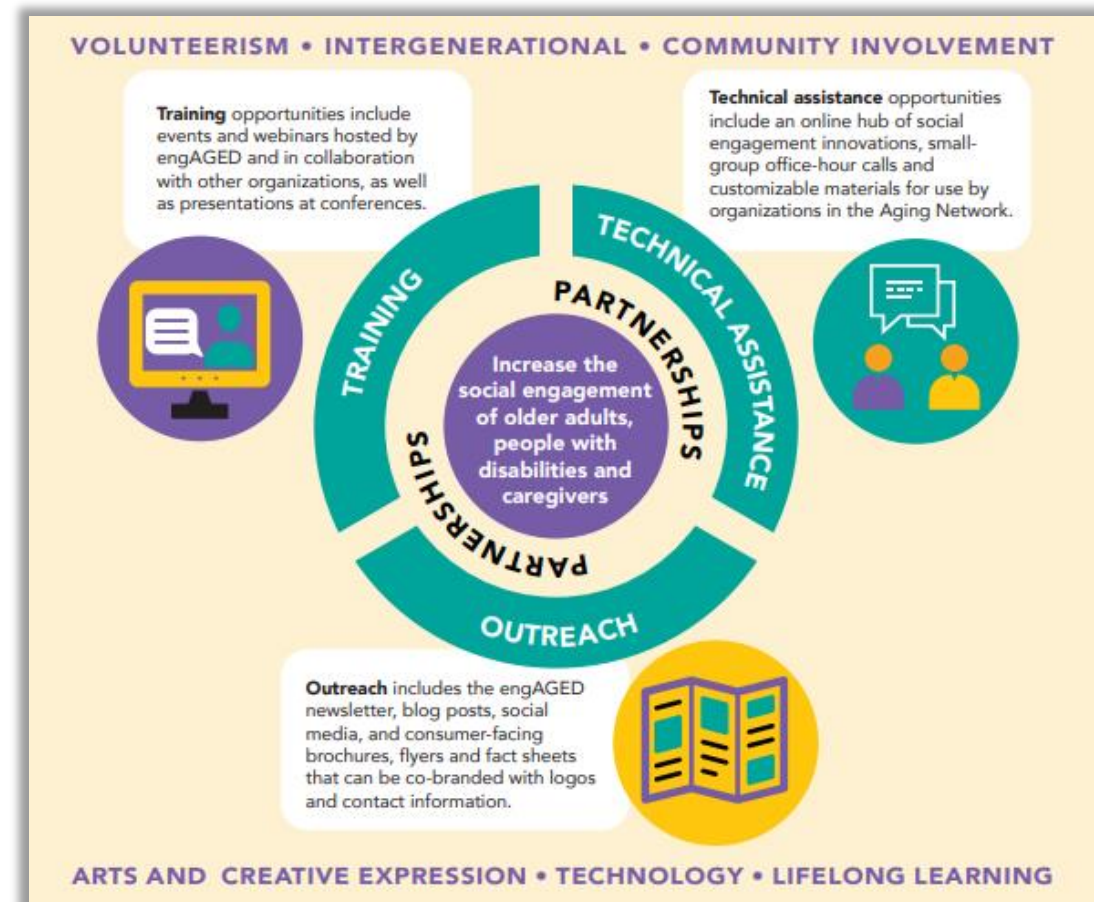 VOLUNTEERISM • INTERGENERATIONAL • COMMUNITY INVOLVEMENT
Training opportunities include
events and webinars hosted by
engAGED and in collaboration
with other organizations, as well
as presentations at conferences.
Technical assistance opportunities
include an online hub of social
engagement innovations, small-
group office-hour calls and
customizable materials for use by
organizations in the Aging Network.
TRAINING
TECHNICAL ASSISTANCE
PARTNERSHIPS
Increase the
social engagement
of older adults,
people with
disabilities and
caregivers
PARTNERSHIPS
OUTREACH
Outreach includes the engAGED
newsletter, blog posts, social
media, and consumer-facing
brochures, flyers and fact sheets
that can be co-branded with logos
and contact information.
ARTS AND CREATIVE EXPRESSION • TECHNOLOGY • LIFELONG LEARNING